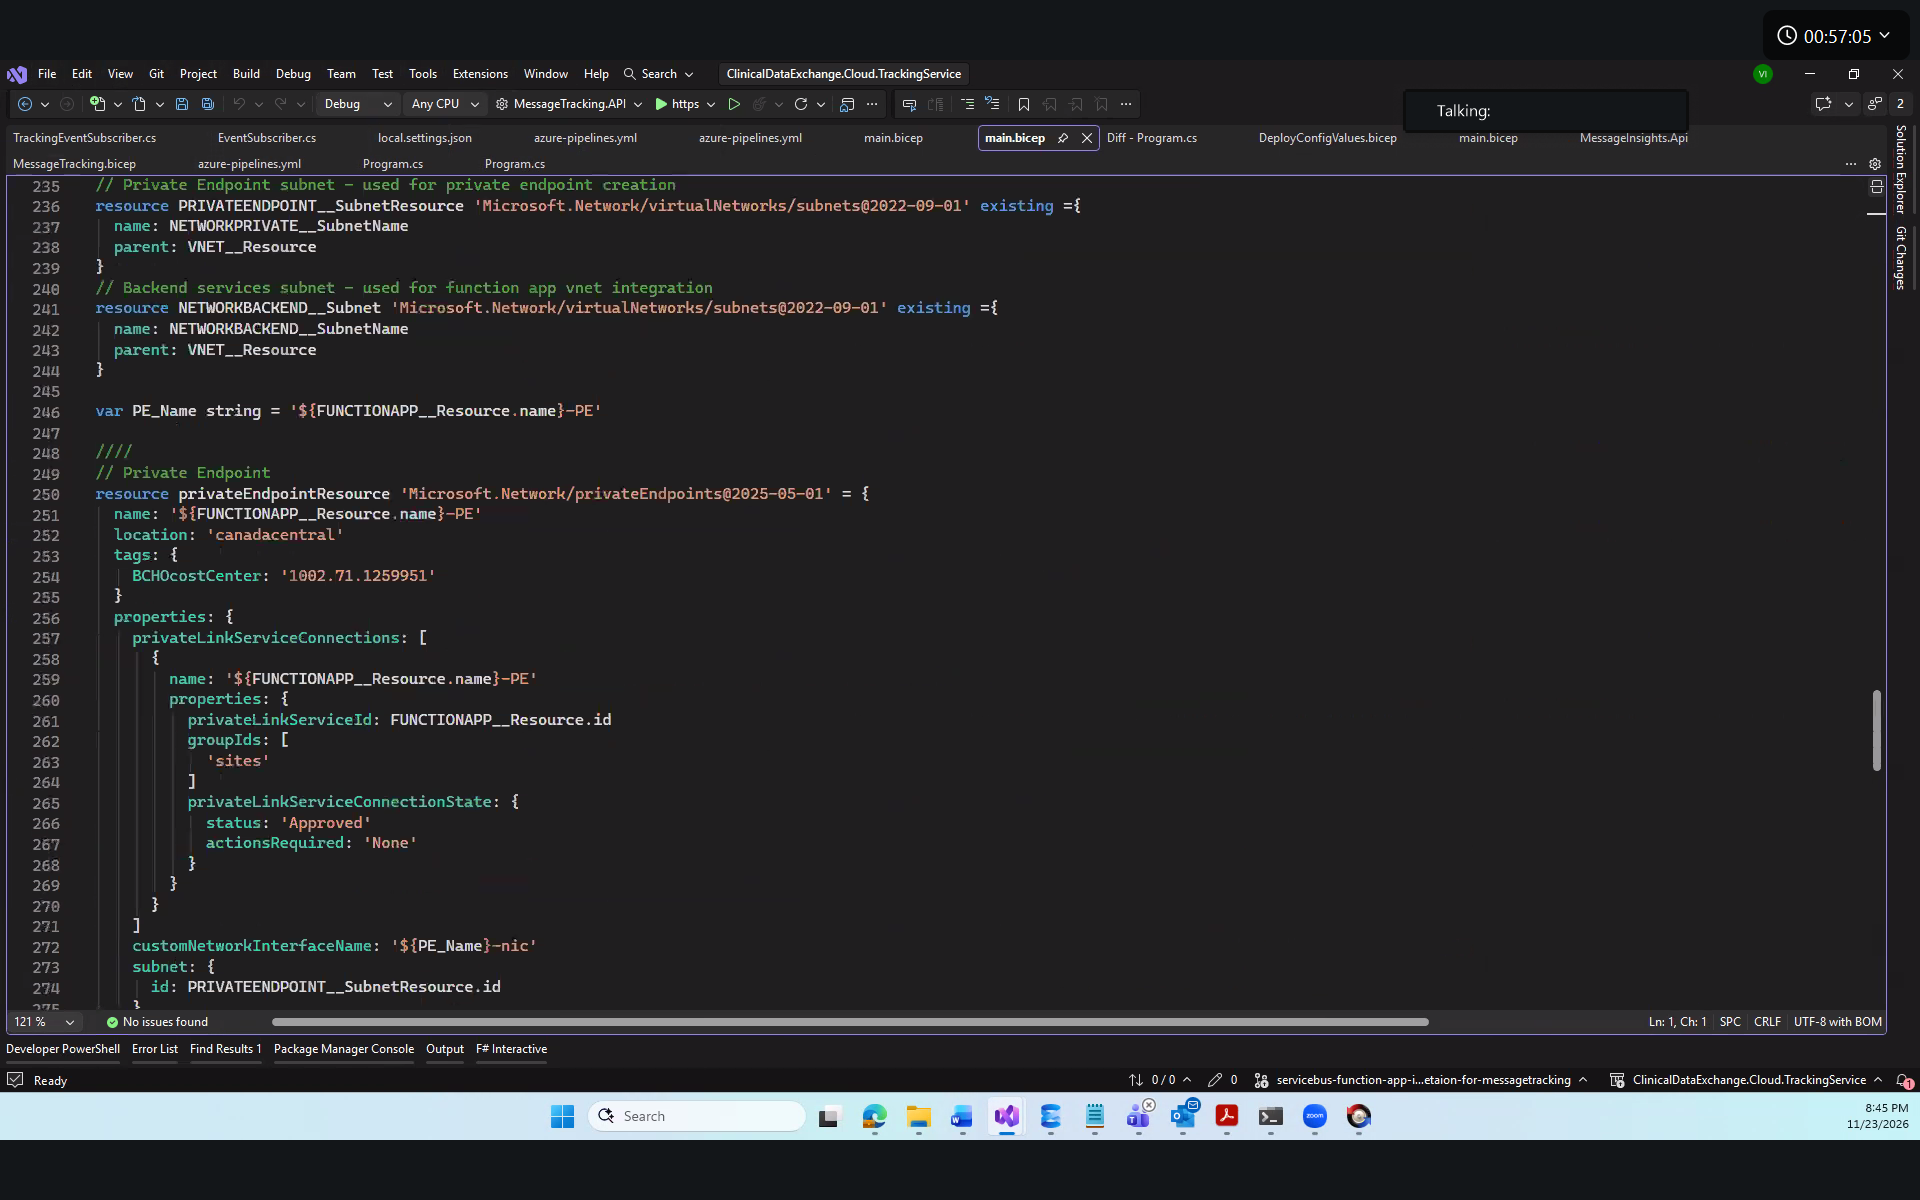 00:57:05
File Edit View Git Project Build Debug Team Test Tools Extensions Window Help Search ClinicalDataExchange.Cloud.TrackingService VI
Debug Any CPU MessageTracking.API https 2
Talking:
TrackingEventSubscriber.cs EventSubscriber.cs local.settings.json azure-pipelines.yml azure-pipelines.yml main.bicep main.bicep Diff - Program.cs DeployConfigValues.bicep main.bicep MessageInsights.Api
MessageTracking.bicep azure-pipelines.yml Program.cs Program.cs
Solution Explorer
Git Changes
235 // Private Endpoint subnet - used for private endpoint creation
236 resource PRIVATEENDPOINT__SubnetResource 'Microsoft.Network/virtualNetworks/subnets@2022-09-01' existing ={
237 name: NETWORKPRIVATE__SubnetName
238 parent: VNET__Resource
239 }
240 // Backend services subnet - used for function app vnet integration
241 resource NETWORKBACKEND__Subnet 'Microsoft.Network/virtualNetworks/subnets@2022-09-01' existing ={
242 name: NETWORKBACKEND__SubnetName
243 parent: VNET__Resource
244 }
245
246 var PE_Name string = '${FUNCTIONAPP__Resource.name}-PE'
247
248 ////
249 // Private Endpoint
250 resource privateEndpointResource 'Microsoft.Network/privateEndpoints@2025-05-01' = {
251 name: '${FUNCTIONAPP__Resource.name}-PE'
252 location: 'canadacentral'
253 tags: {
254 BCHOcostCenter: '1002.71.1259951'
255 }
256 properties: {
257 privateLinkServiceConnections: [
258 {
259 name: '${FUNCTIONAPP__Resource.name}-PE'
260 properties: {
261 privateLinkServiceId: FUNCTIONAPP__Resource.id
262 groupIds: [
263 'sites'
264 ]
265 privateLinkServiceConnectionState: {
266 status: 'Approved'
267 actionsRequired: 'None'
268 }
269 }
270 }
271 ]
272 customNetworkInterfaceName: '${PE_Name}-nic'
273 subnet: {
274 id: PRIVATEENDPOINT__SubnetResource.id
275 }
121 % No issues found Ln: 1, Ch: 1 SPC CRLF UTF-8 with BOM
Developer PowerShell Error List Find Results 1 Package Manager Console Output F# Interactive
Ready 0 / 0 0 servicebus-function-app-i...etaion-for-messagetracking ClinicalDataExchange.Cloud.TrackingService 1
Search zoom
8:45 PM
11/23/2026